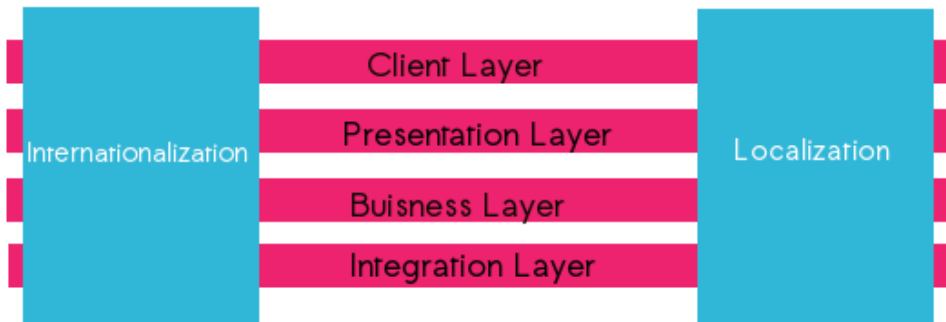 Client Layer
Presentation Layer
Internationalization
Localization
Buisness Layer
Integration Layer